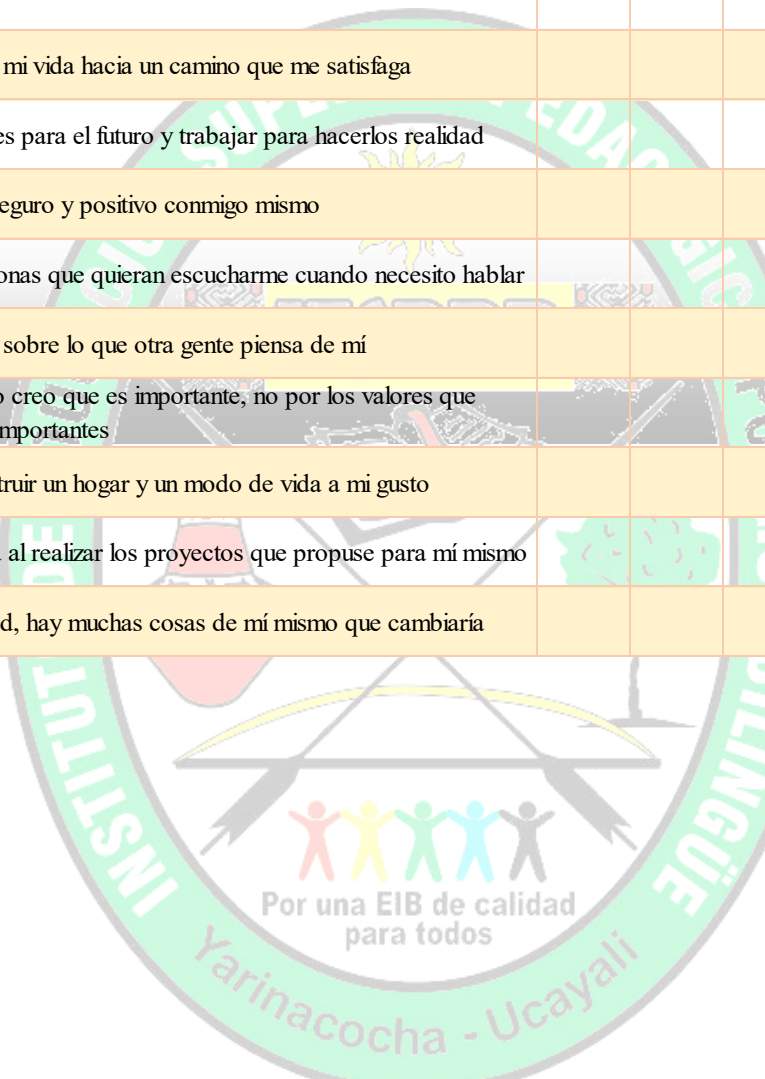 mi vida hacia un camino que me satisfaga
es para el futuro y trabajar para hacerlos realidad
eguro y positivo conmigo mismo
onas que quieran escucharme cuando necesito hablar
sobre lo que otra gente piensa de mí
o creo que es importante, no por los valores que
mportantes
truir un hogar y un modo de vida a mi gusto
al realizar los proyectos que propuse para mí mismo
d, hay muchas cosas de mí mismo que cambiaría
Por una EIB de calidad
para todos
Yarinacocha - Ucayali